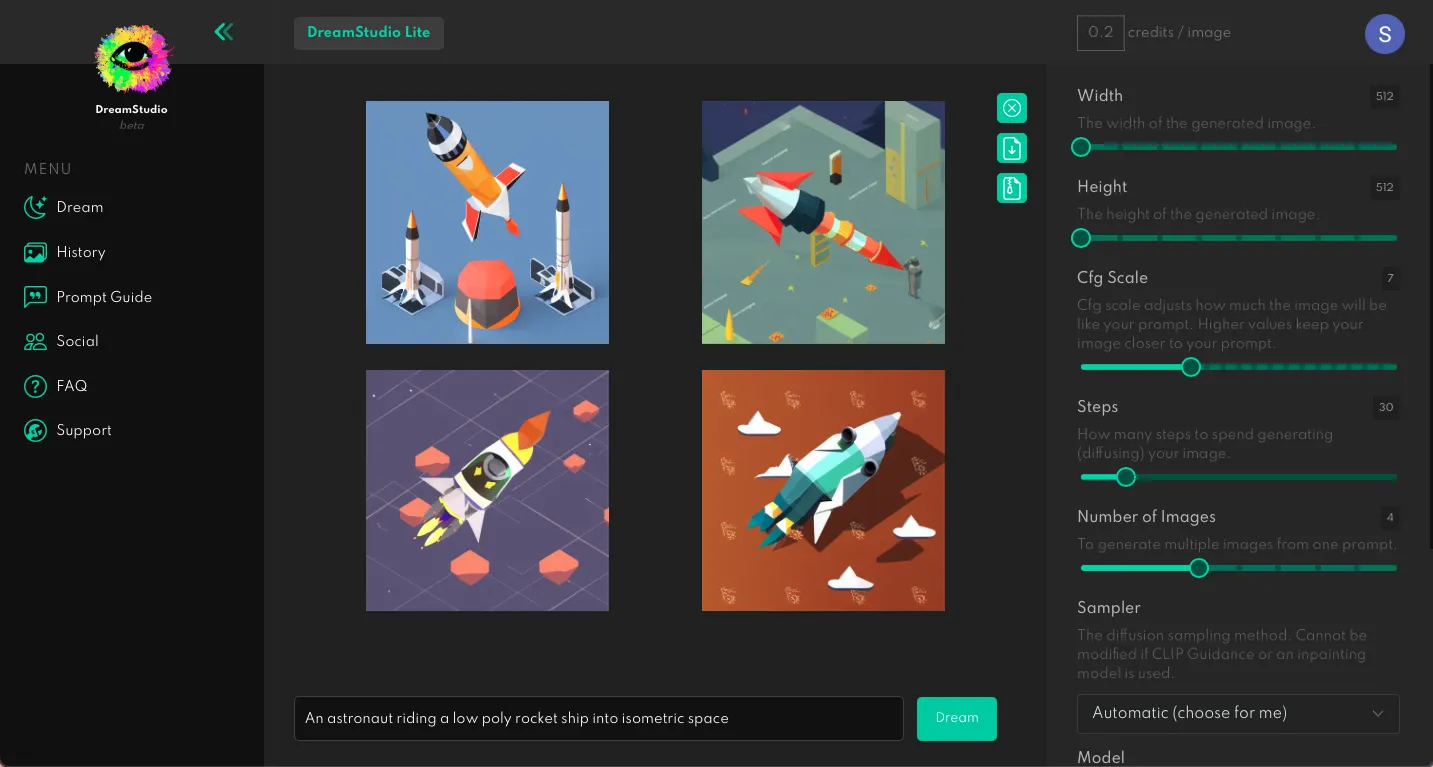 DreamStudio
beta
MENU
Dream
History
Prompt Guide
Social
FAQ
Support
DreamStudio Lite
An astronaut riding a low poly rocket ship into isometric space
Dream
0.2 credits / image
S
Width 512
The width of the generated image.
Height 512
The height of the generated image.
Cfg Scale 7
Cfg scale adjusts how much the image will be
like your prompt. Higher values keep your
image closer to your prompt.
Steps 30
How many steps to spend generating
(diffusing) your image.
Number of Images 4
To generate multiple images from one prompt.
Sampler
The diffusion sampling method. Cannot be
modified if CLIP Guidance or an inpainting
model is used.
Automatic (choose for me)
Model